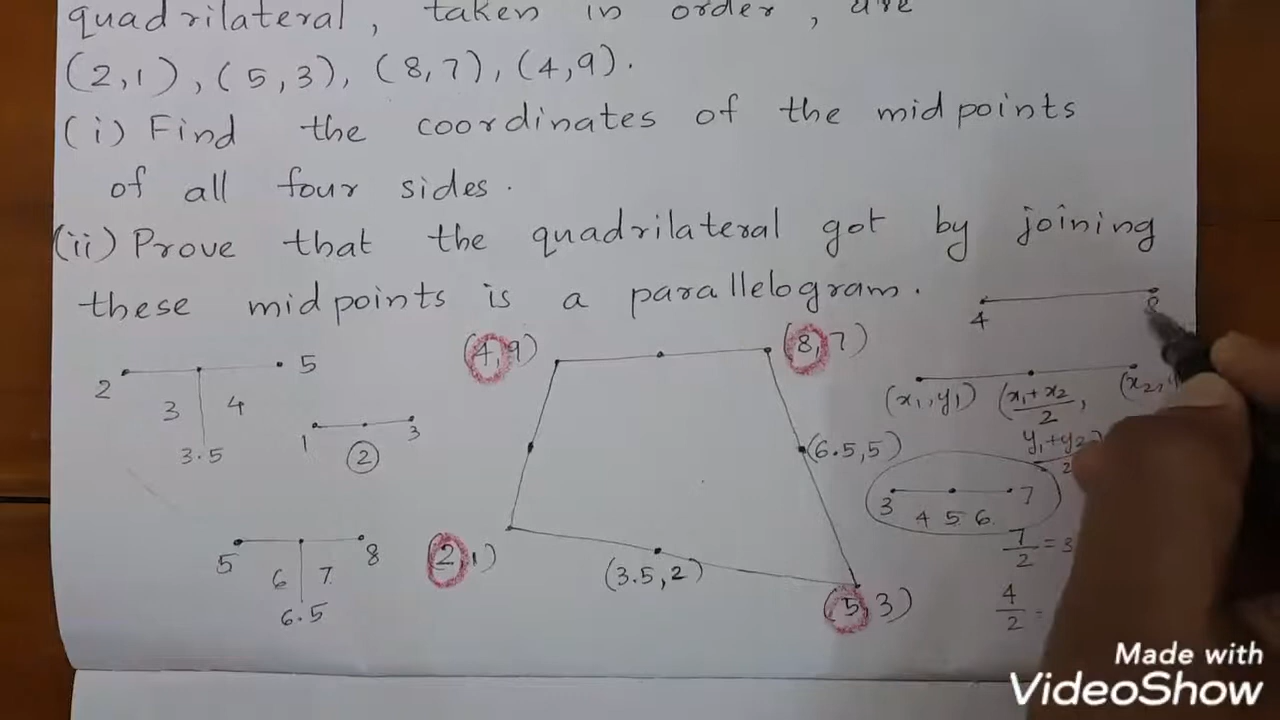 quadrilateral, taken in order, are
(2,1), (5,3), (8,7), (4,9).
(i) Find the coordinates of the midpoints
of all four sides.
(ii) Prove that the quadrilateral got by joining
these midpoints is a parallelogram.
4 8
(4,9) (8,7)
2 5
3 4
3.5
1 3
2
(x₁,y₁) (x₁+x₂/2, y₁+y₂/2) (x₂,
(6.5,5)
3 7
4 5 6
7/2 = 3
4/2 =
5 8
6 7
6.5
(2,1)
(3.5,2)
(5,3)
Made with
VideoShow